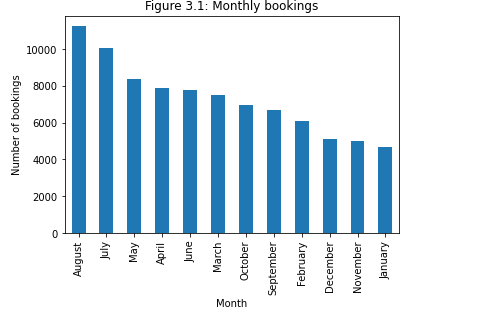 Figure 3.1: Monthly bookings
Number of bookings
10000
8000
6000
4000
2000
0
August
July
May
April
June
March
October
September
February
December
November
January
Month